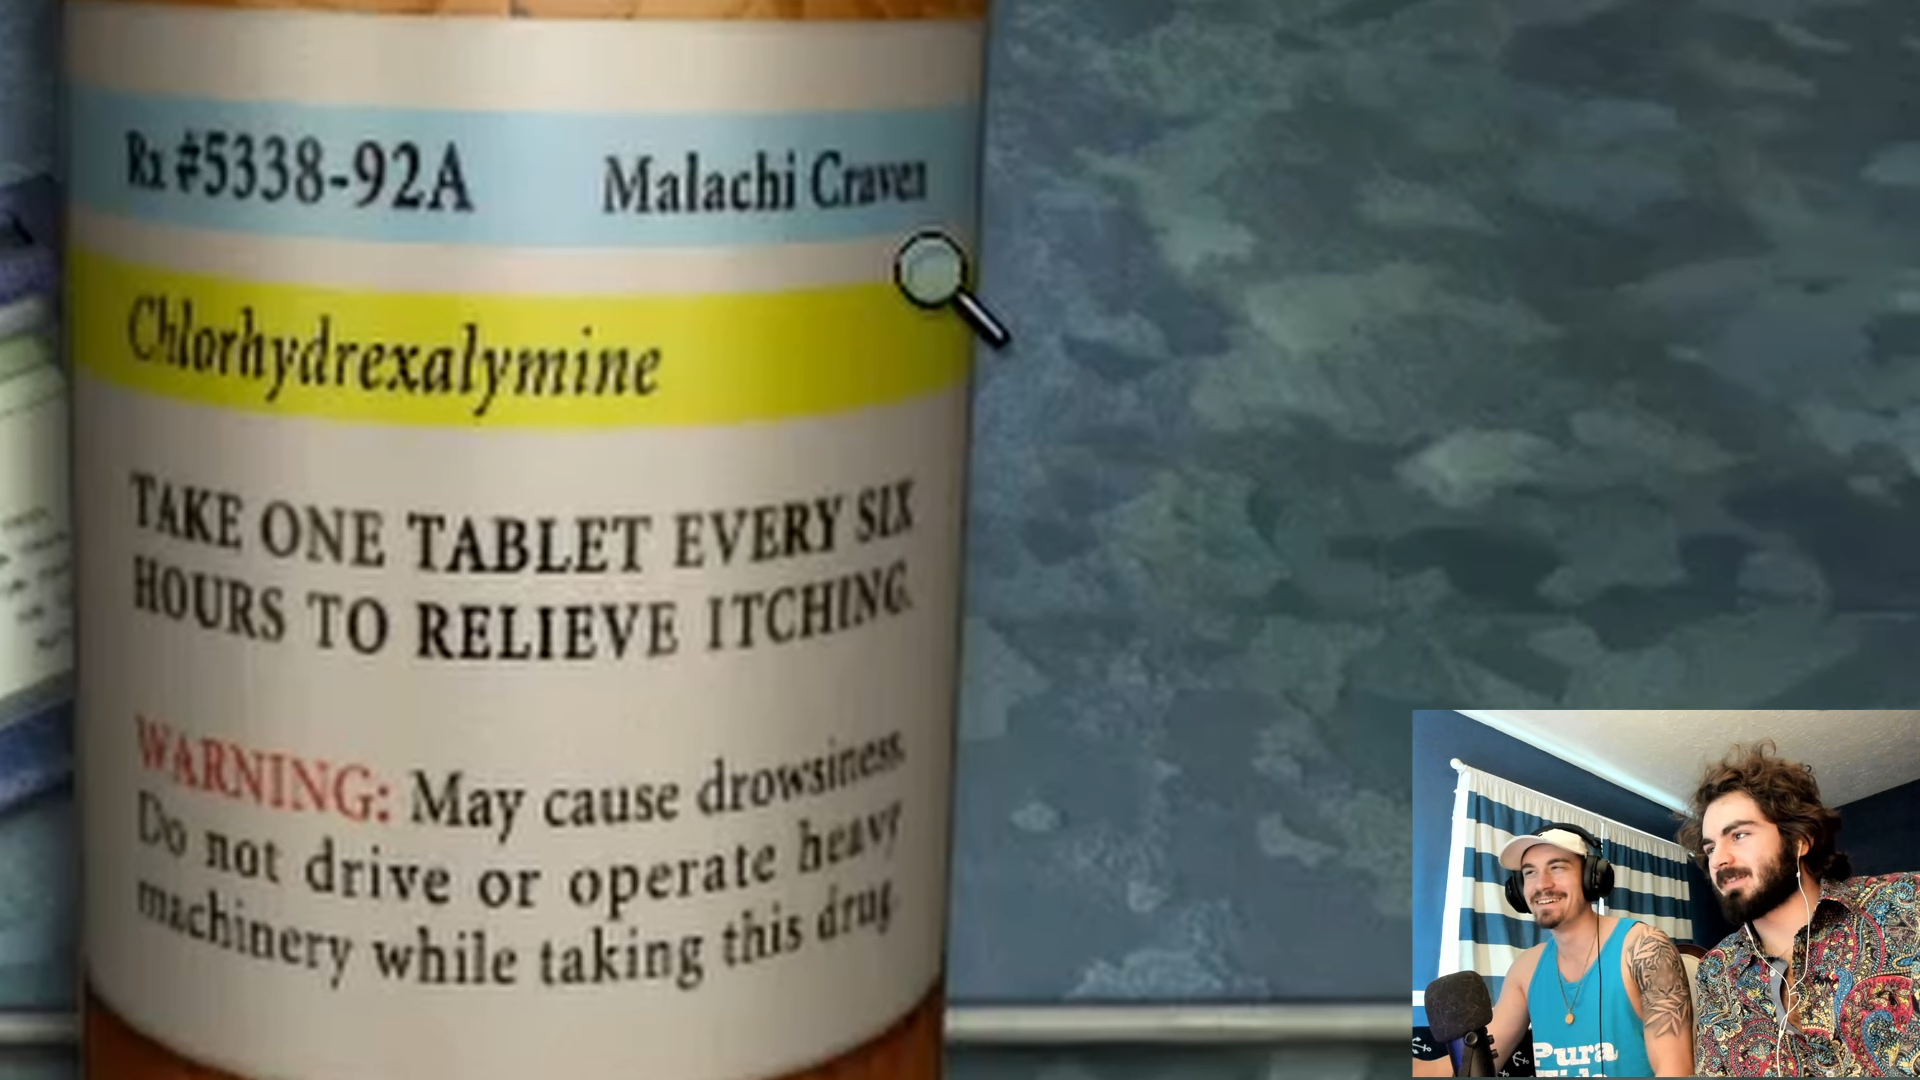 Rx #5338-92A Malachi Craven
Chlorhydrexalymine
TAKE ONE TABLET EVERY SIX
HOURS TO RELIEVE ITCHING.
WARNING: May cause drowsiness.
Do not drive or operate heavy
machinery while taking this drug.
Pura